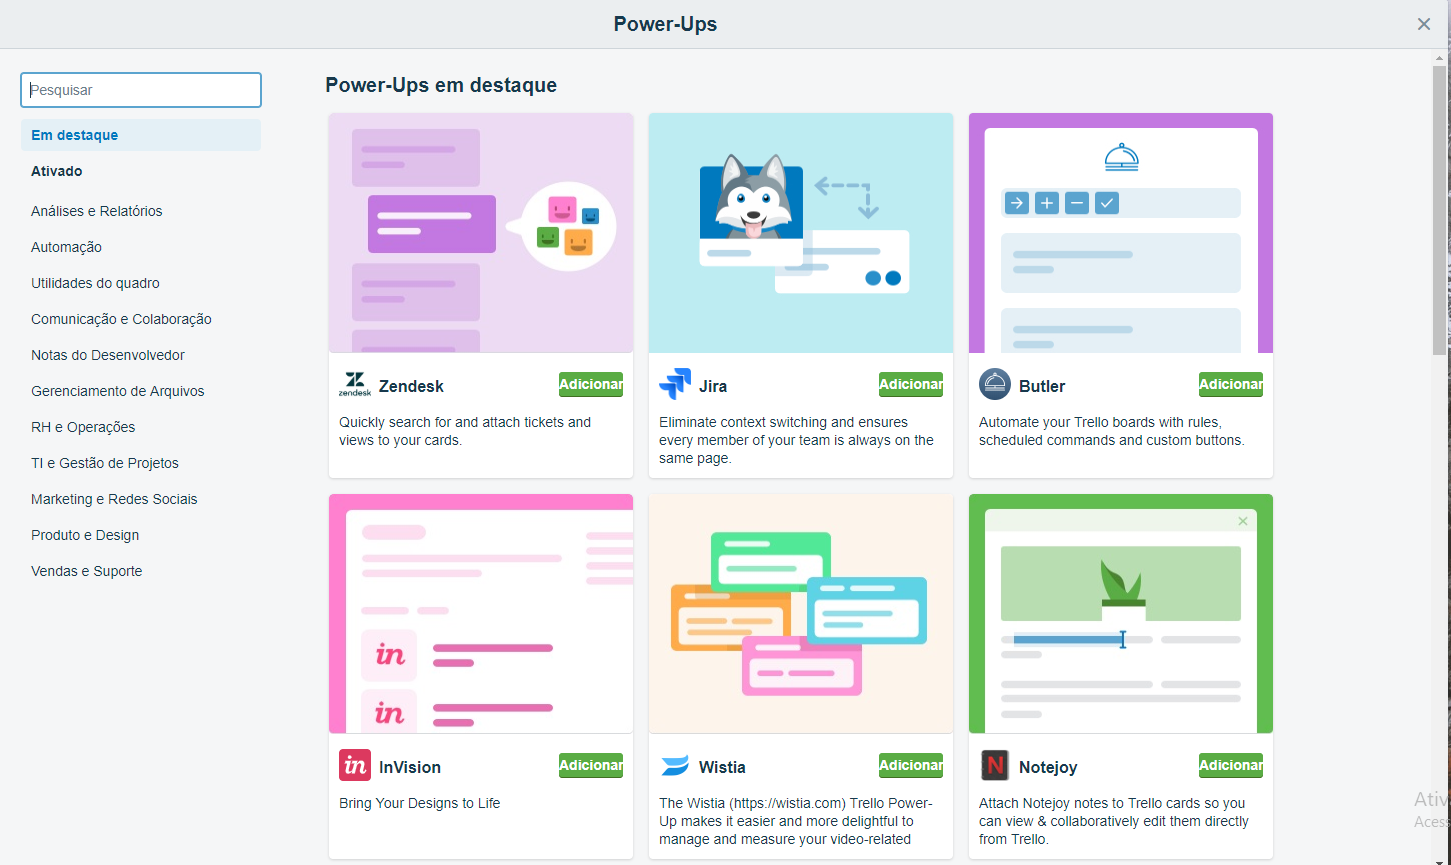 Power-Ups
Pesquisar
Em destaque
Ativado
Análises e Relatórios
Automação
Utilidades do quadro
Comunicação e Colaboração
Notas do Desenvolvedor
Gerenciamento de Arquivos
RH e Operações
TI e Gestão de Projetos
Marketing e Redes Sociais
Produto e Design
Vendas e Suporte
Power-Ups em destaque
zendesk
Zendesk
Adicionar
Quickly search for and attach tickets and
views to your cards.
Jira
Adicionar
Eliminate context switching and ensures
every member of your team is always on the
same page.
Butler
Adicionar
Automate your Trello boards with rules,
scheduled commands and custom buttons.
in
in
in
InVision
Adicionar
Bring Your Designs to Life
Wistia
Adicionar
The Wistia (https://wistia.com) Trello Power-
Up makes it easier and more delightful to
manage and measure your video-related
N
Notejoy
Adicionar
Attach Notejoy notes to Trello cards so you
can view & collaboratively edit them directly
from Trello.